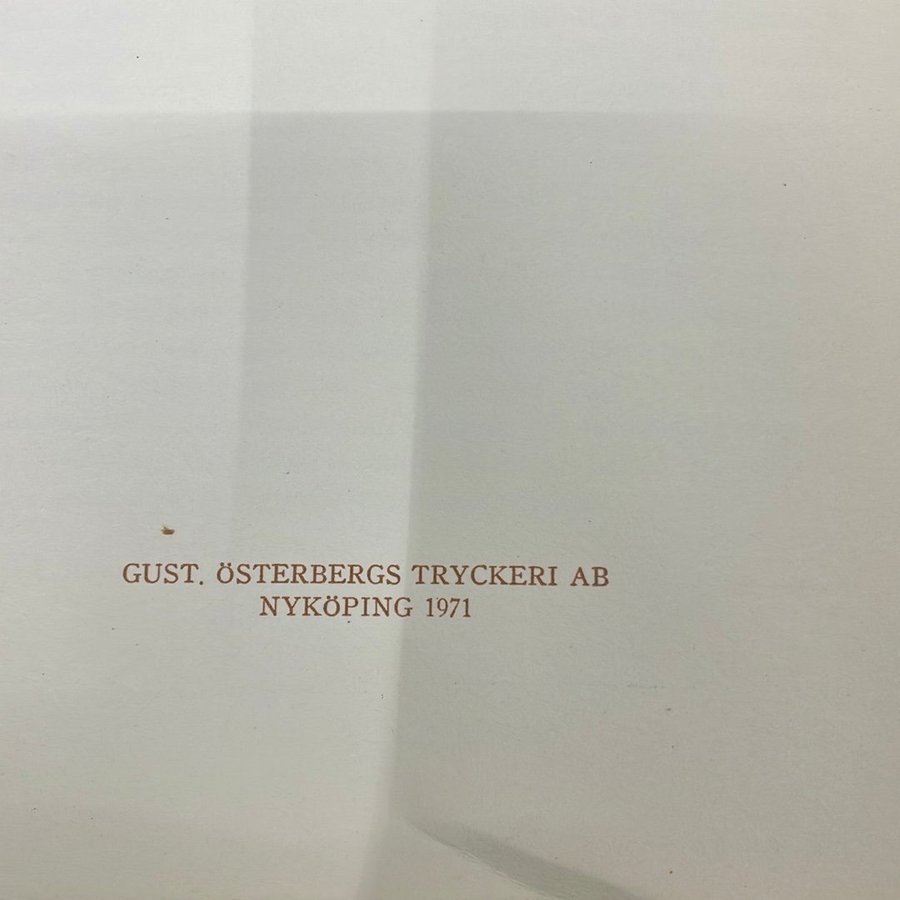 GUST. ÖSTERBERGS TRYCKERI AB
NYKÖPING 1971